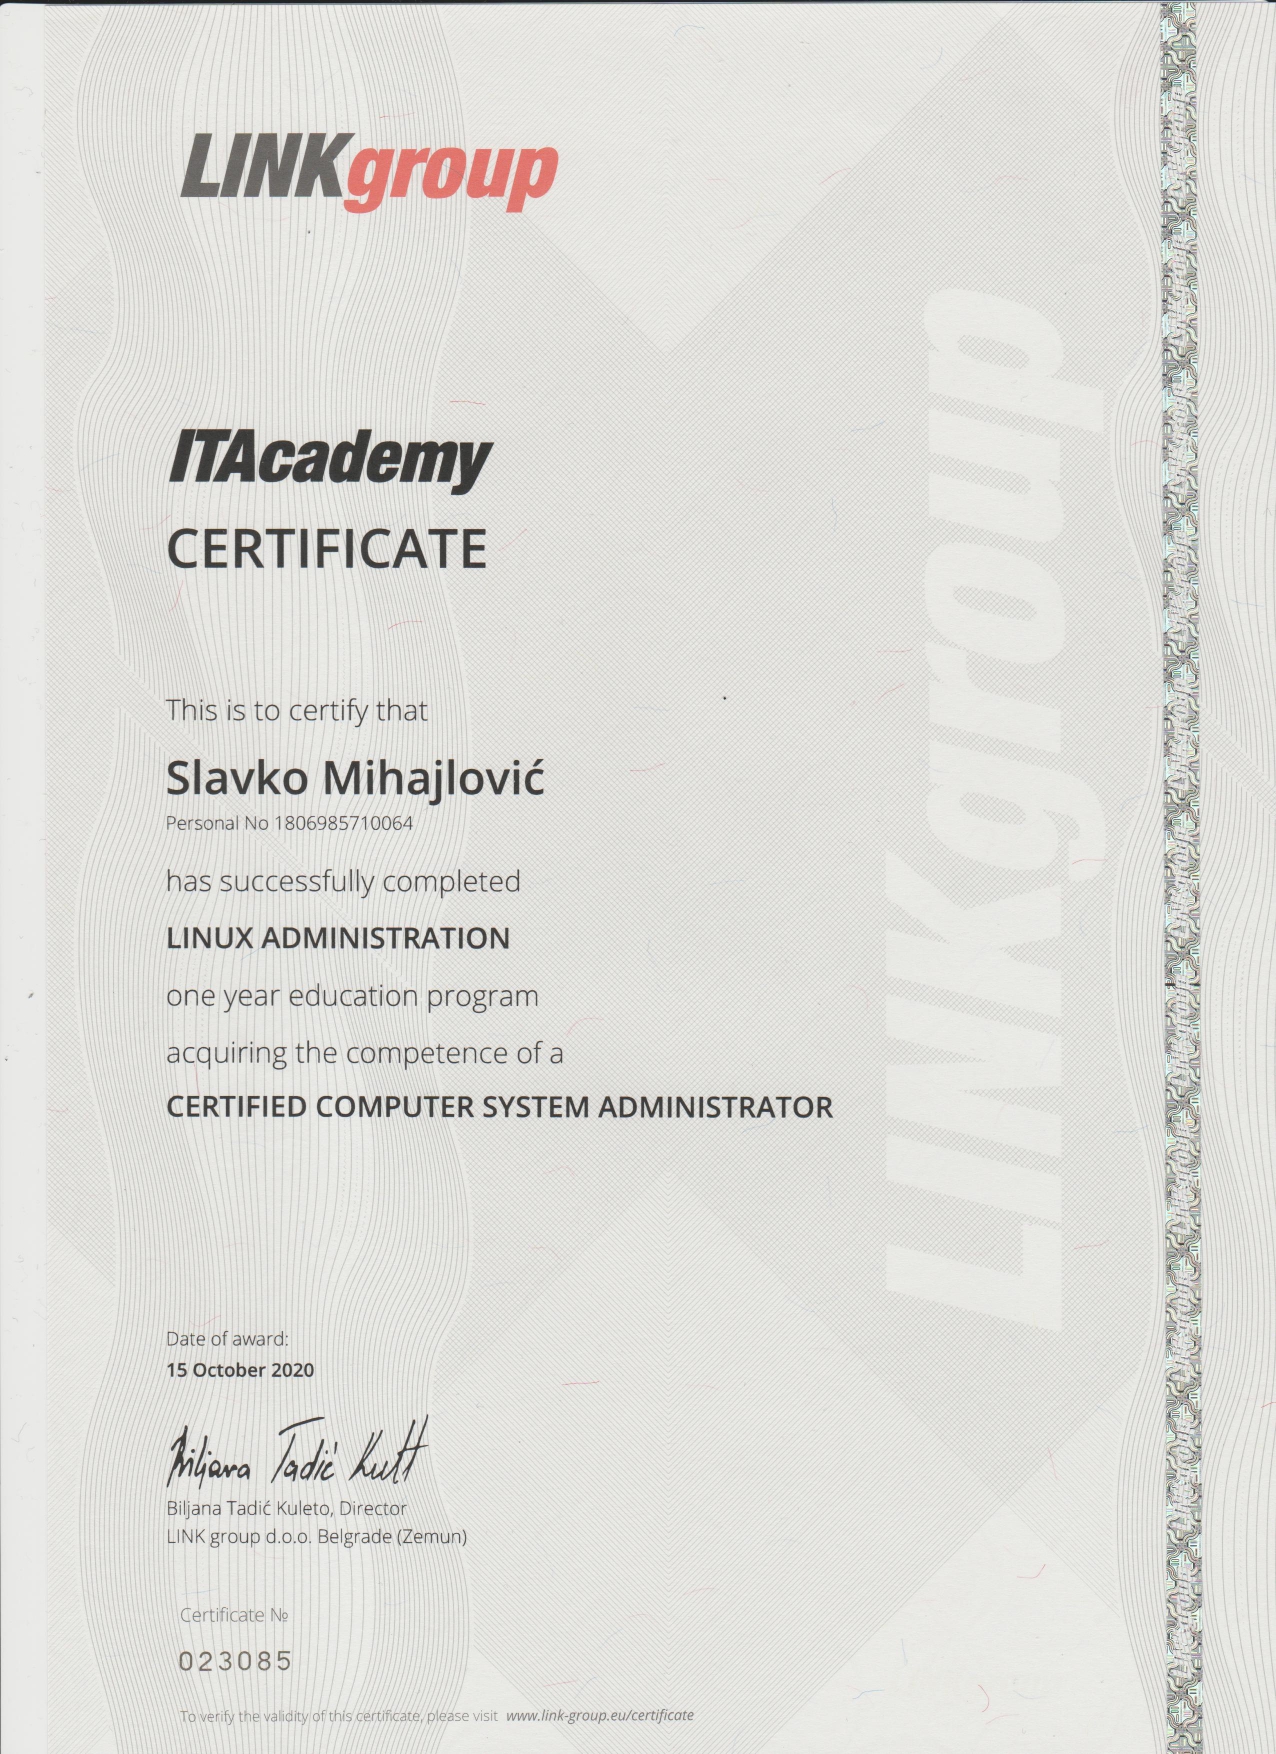 LINKgroup
ITAcademy
CERTIFICATE
This is to certify that
Slavko Mihajlović
Personal No 1806985710064
has successfully completed
LINUX ADMINISTRATION
one year education program
acquiring the competence of a
CERTIFIED COMPUTER SYSTEM ADMINISTRATOR
Date of award:
15 October 2020
Biljana Tadić Kulet
Biljana Tadić Kuleto, Director
LINK group d.o.o. Belgrade (Zemun)
Certificate №
023085
To verify the validity of this certificate, please visit www.link-group.eu/certificate
LINKgroup